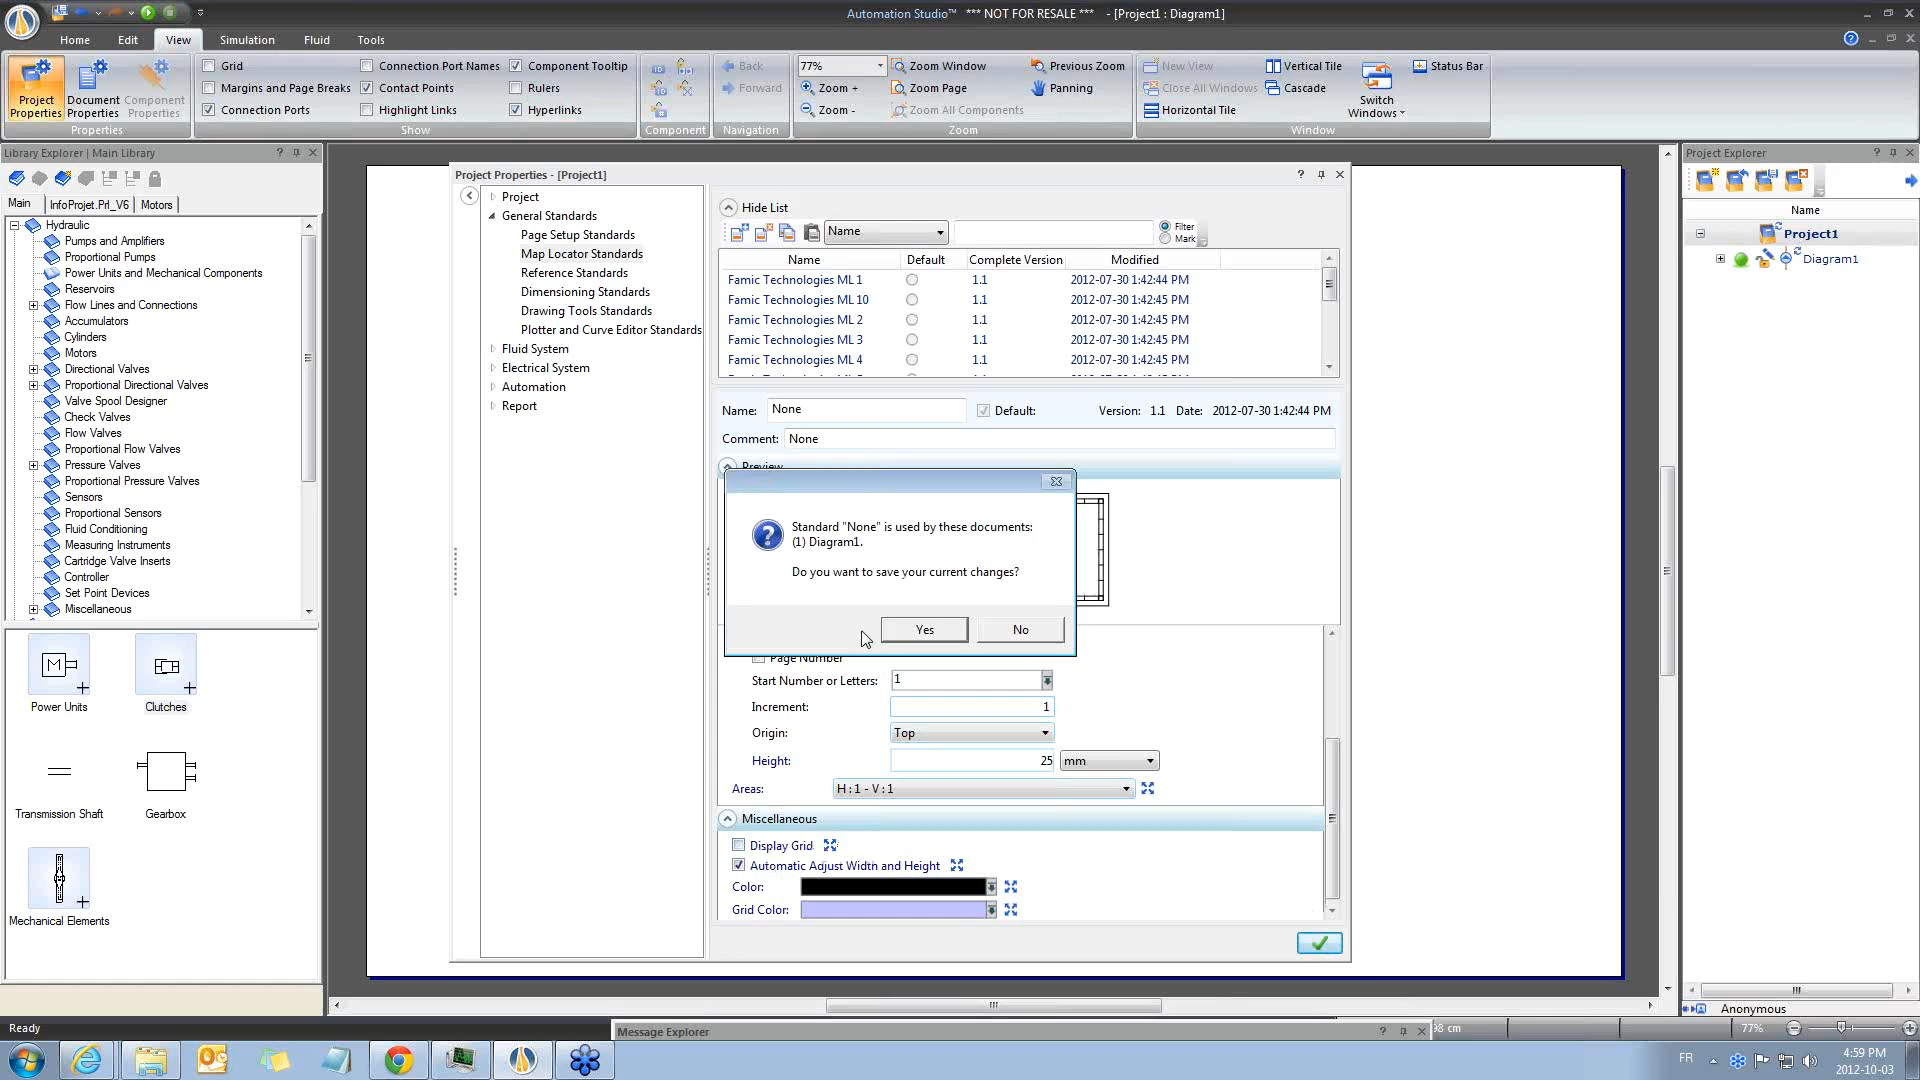 Automation Studio™ *** NOT FOR RESALE *** - [Project1 : Diagram1]
Home Edit View Simulation Fluid Tools
Project Properties
Document Properties
Component Properties
Properties
Grid
Margins and Page Breaks
Connection Ports
Connection Port Names
Contact Points
Highlight Links
Component Tooltip
Rulers
Hyperlinks
Show
Component
Back
Forward
Navigation
77%
Zoom +
Zoom -
Zoom Window
Zoom Page
Zoom All Components
Previous Zoom
Panning
Zoom
New View
Close All Windows
Horizontal Tile
Vertical Tile
Cascade
Switch Windows
Status Bar
Window
Library Explorer | Main Library
Main InfoProjet.Prl_V6 Motors
Hydraulic
Pumps and Amplifiers
Proportional Pumps
Power Units and Mechanical Components
Reservoirs
Flow Lines and Connections
Accumulators
Cylinders
Motors
Directional Valves
Proportional Directional Valves
Valve Spool Designer
Check Valves
Flow Valves
Proportional Flow Valves
Pressure Valves
Proportional Pressure Valves
Sensors
Proportional Sensors
Fluid Conditioning
Measuring Instruments
Cartridge Valve Inserts
Controller
Set Point Devices
Miscellaneous
M
Power Units
Clutches
Transmission Shaft
Gearbox
Mechanical Elements
Project Properties - [Project1]
Project
General Standards
Page Setup Standards
Map Locator Standards
Reference Standards
Dimensioning Standards
Drawing Tools Standards
Plotter and Curve Editor Standards
Fluid System
Electrical System
Automation
Report
Hide List
Name
Filter
Mark
Name Default Complete Version Modified
Famic Technologies ML 1 1.1 2012-07-30 1:42:44 PM
Famic Technologies ML 10 1.1 2012-07-30 1:42:45 PM
Famic Technologies ML 2 1.1 2012-07-30 1:42:45 PM
Famic Technologies ML 3 1.1 2012-07-30 1:42:45 PM
Famic Technologies ML 4 1.1 2012-07-30 1:42:45 PM
Name: None Default: Version: 1.1 Date: 2012-07-30 1:42:44 PM
Comment: None
Preview
Standard "None" is used by these documents:
(1) Diagram1.
Do you want to save your current changes?
Yes No
Page Number
Start Number or Letters: 1
Increment: 1
Origin: Top
Height: 25 mm
Areas: H : 1 - V : 1
Miscellaneous
Display Grid
Automatic Adjust Width and Height
Color:
Grid Color:
Project Explorer
Name
Project1
Diagram1
Anonymous
Ready
Message Explorer
98 cm
77%
FR
4:59 PM
2012-10-03